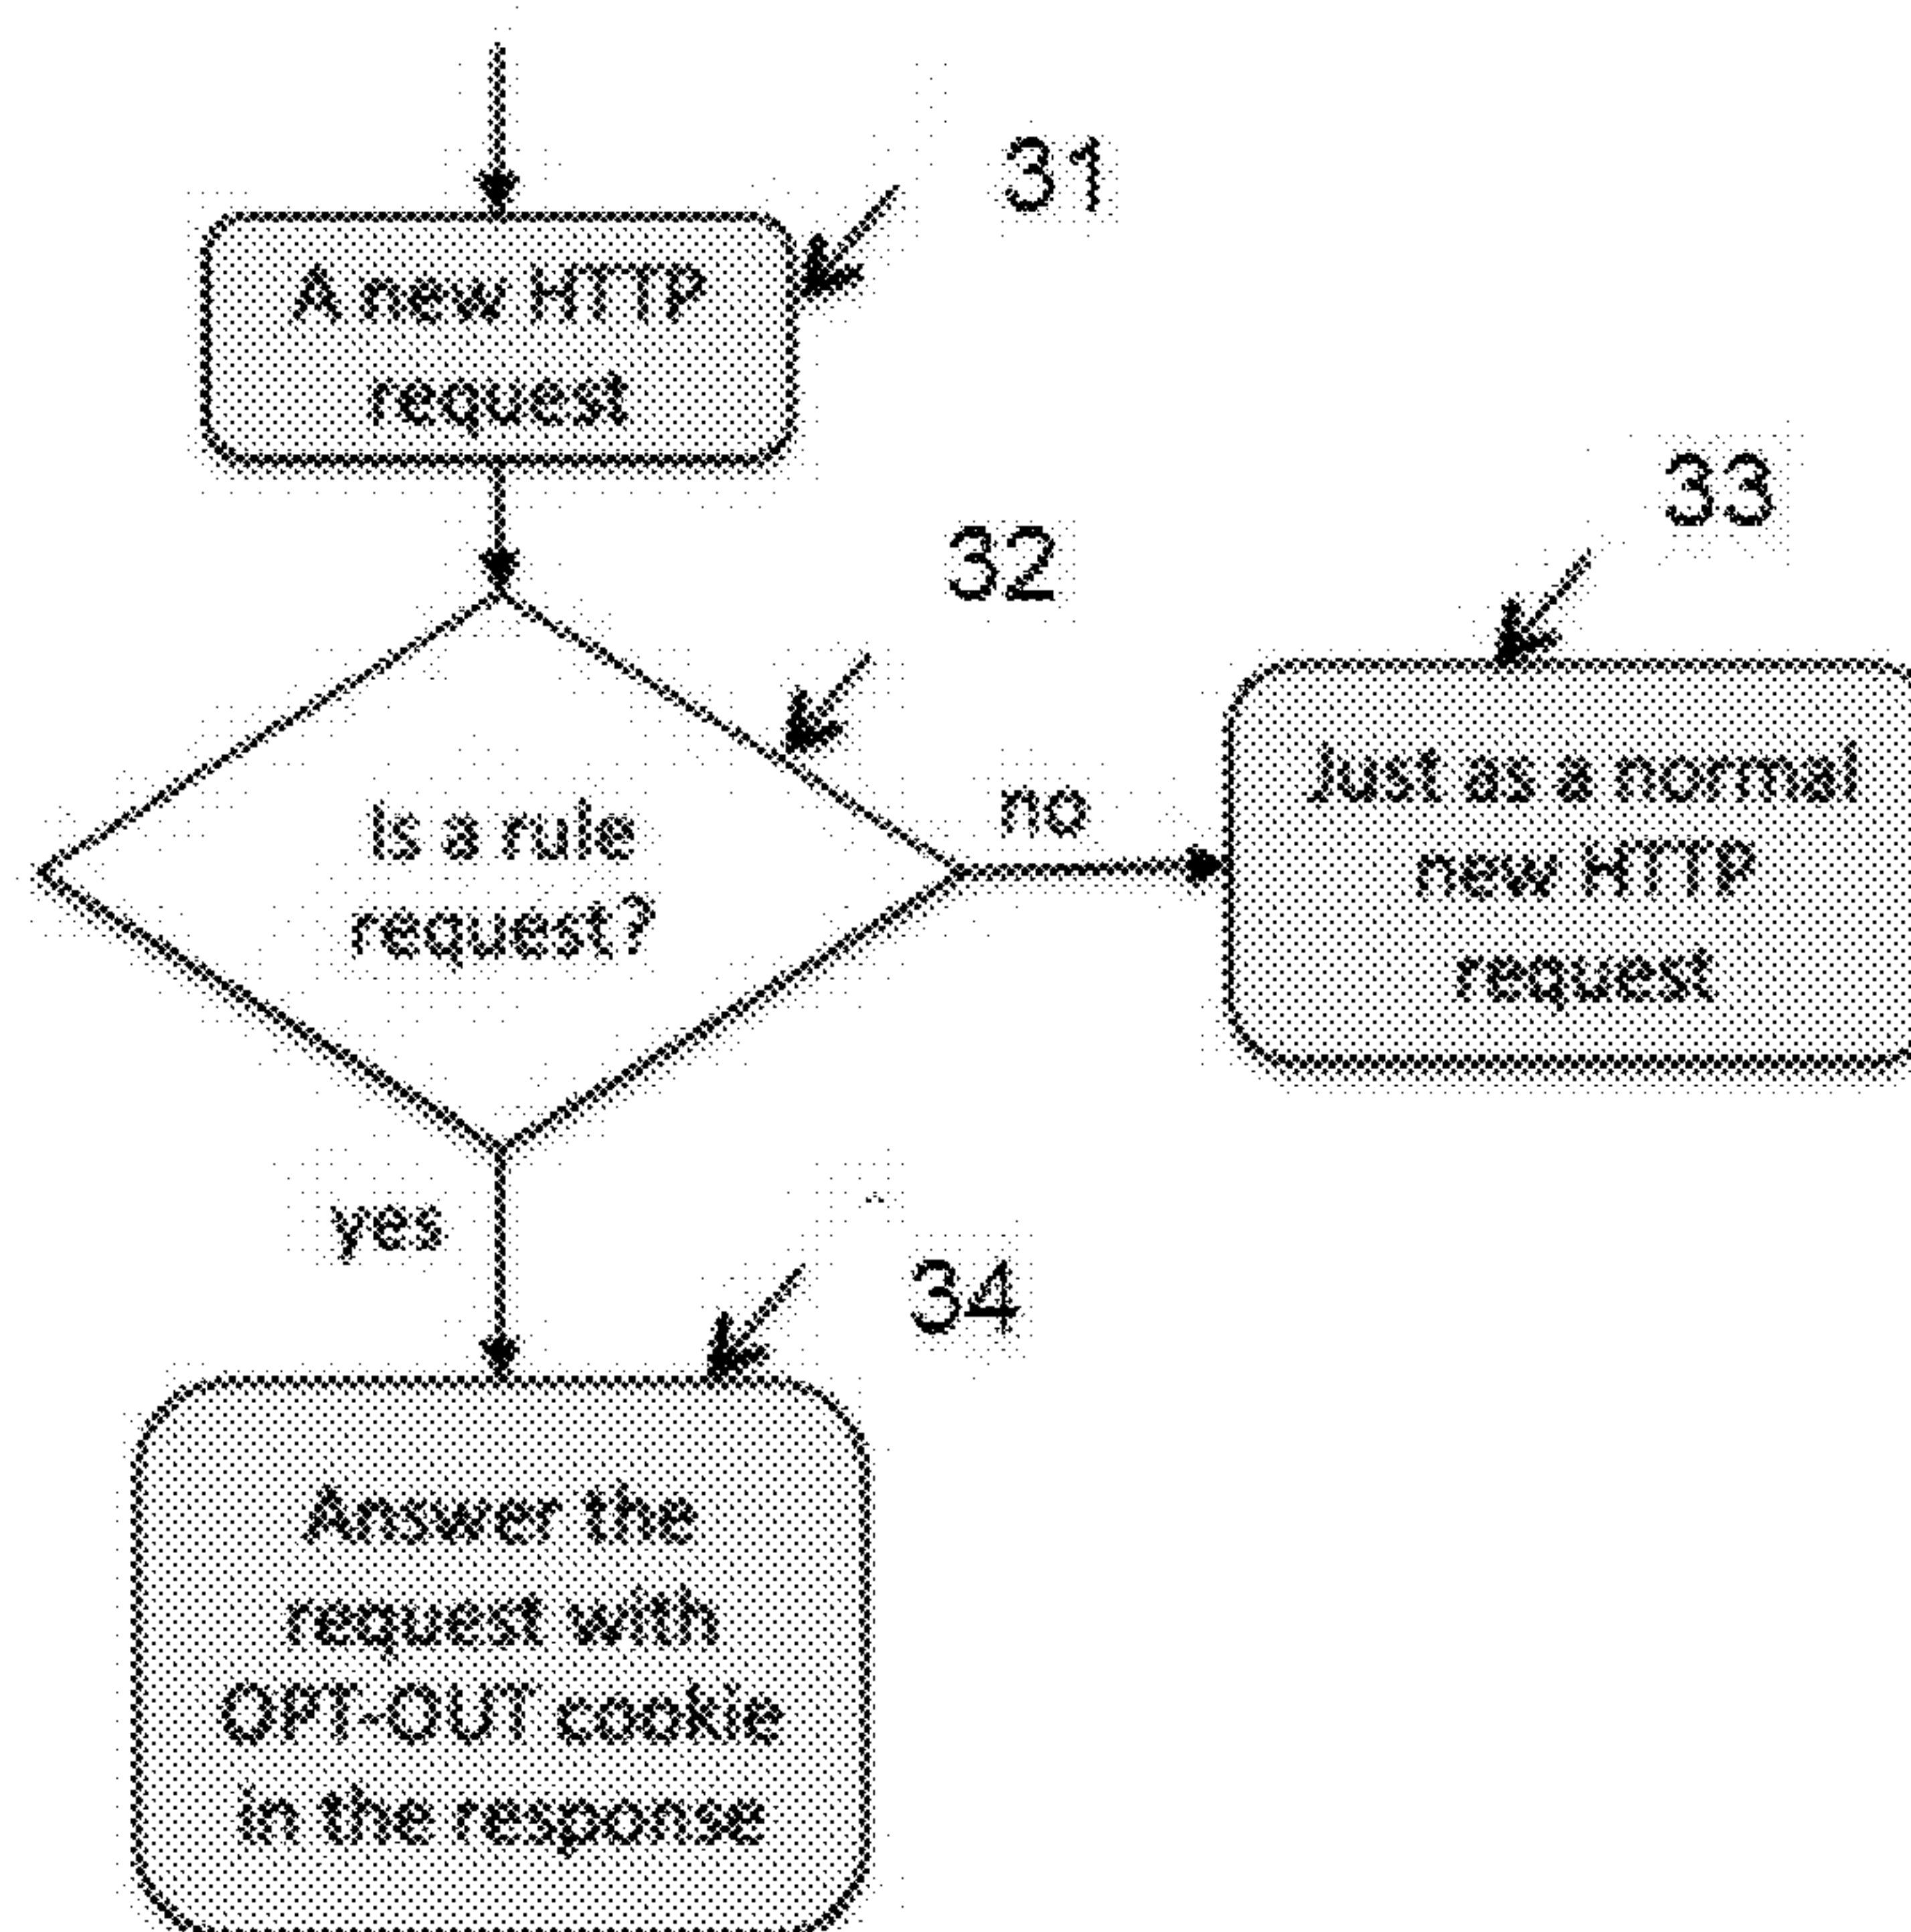 31
A new HTTP
request
32
33
Is a rule
request?
no
Just as a normal
new HTTP
request
yes
34
Answer the
request with
OPT-OUT cookie
in the response